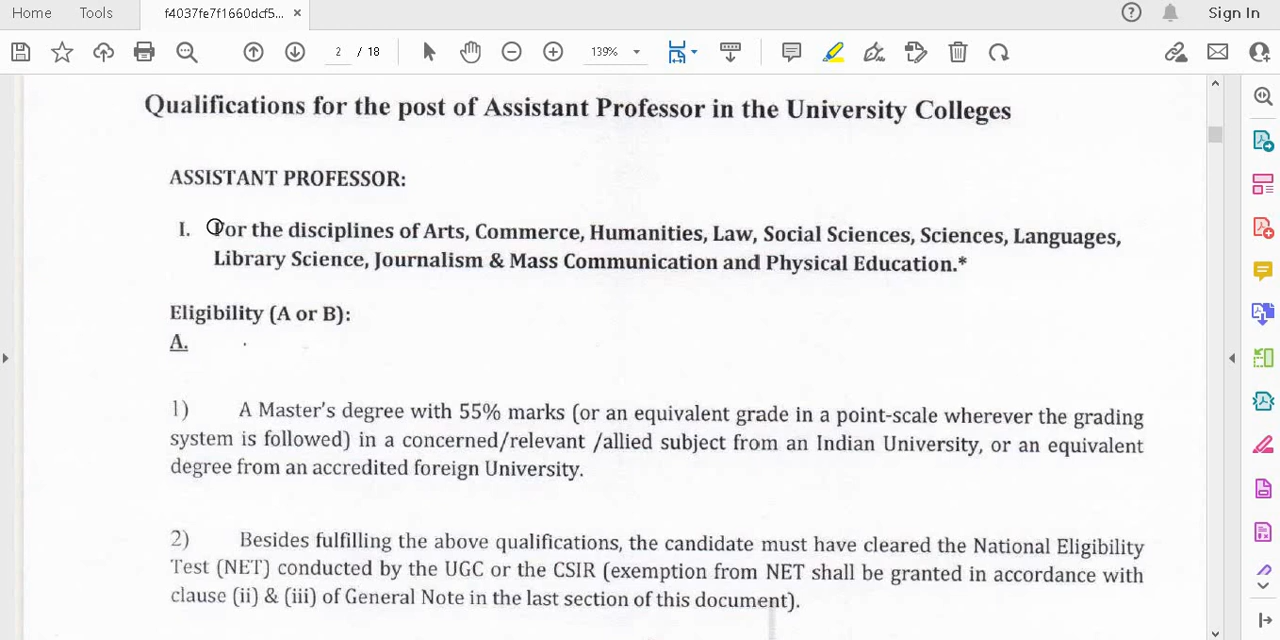 Home Tools f4037fe7f1660dcf5... × Sign In
2 / 18 139%
Qualifications for the post of Assistant Professor in the University Colleges
ASSISTANT PROFESSOR:
I. For the disciplines of Arts, Commerce, Humanities, Law, Social Sciences, Sciences, Languages,
Library Science, Journalism & Mass Communication and Physical Education.*
Eligibility (A or B):
A.
1) A Master's degree with 55% marks (or an equivalent grade in a point-scale wherever the grading
system is followed) in a concerned/relevant /allied subject from an Indian University, or an equivalent
degree from an accredited foreign University.
2) Besides fulfilling the above qualifications, the candidate must have cleared the National Eligibility
Test (NET) conducted by the UGC or the CSIR (exemption from NET shall be granted in accordance with
clause (ii) & (iii) of General Note in the last section of this document).